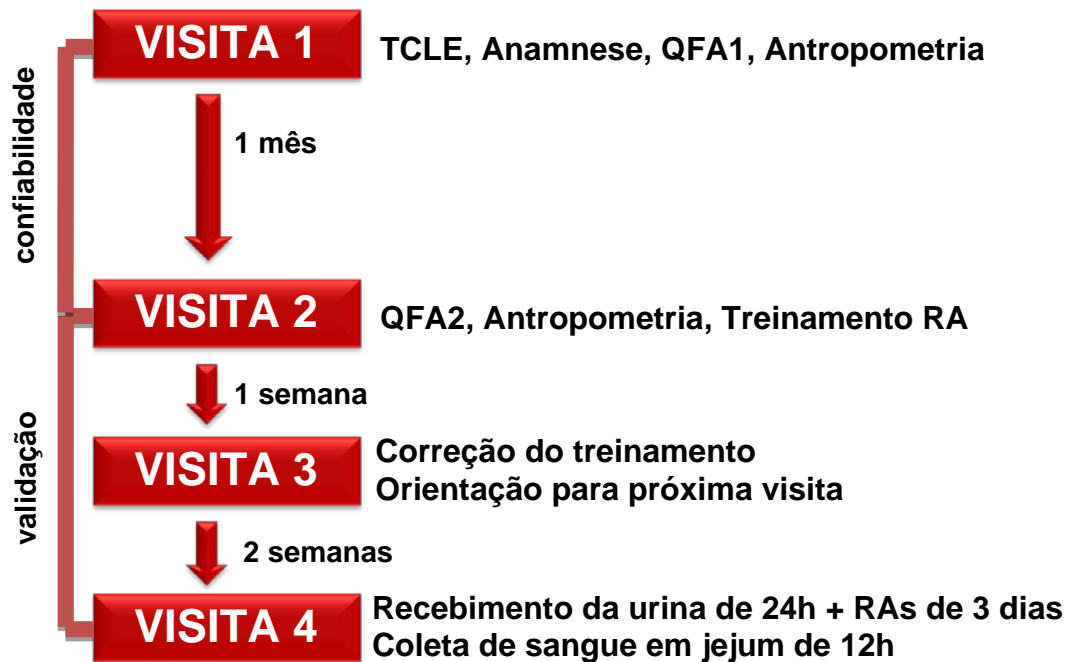 VISITA 1
TCLE, Anamnese, QFA1, Antropometria
confiabilidade
1 mês
VISITA 2
QFA2, Antropometria, Treinamento RA
1 semana
validação
VISITA 3
Correção do treinamento
Orientação para próxima visita
2 semanas
VISITA 4
Recebimento da urina de 24h + RAs de 3 dias
Coleta de sangue em jejum de 12h